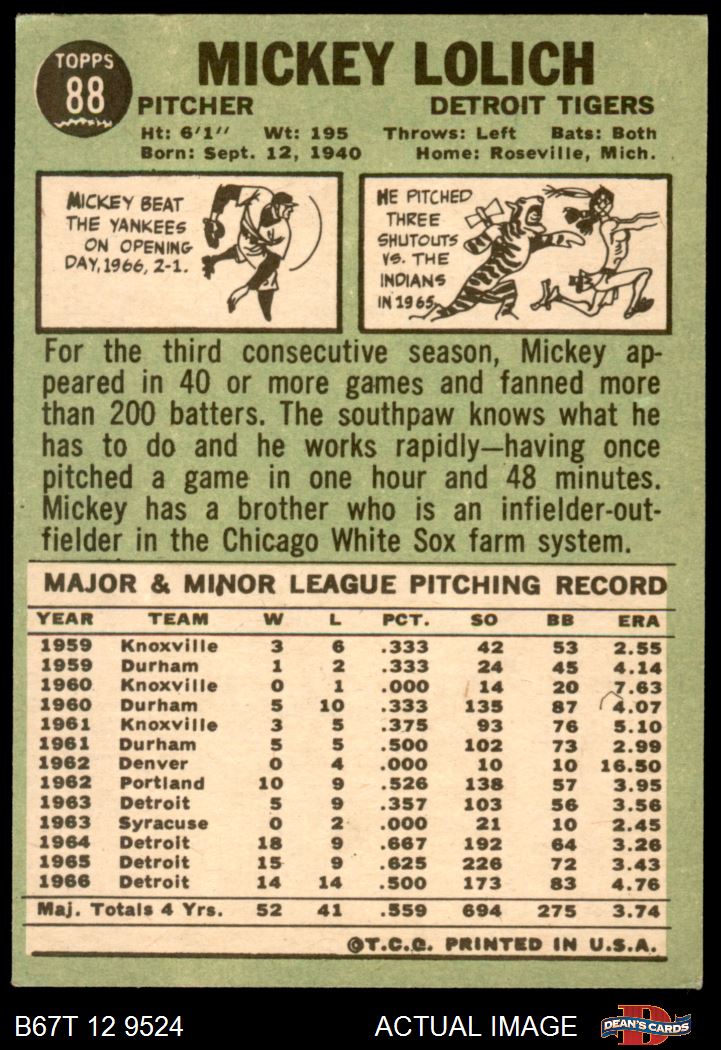 TOPPS
88
MICKEY LOLICH
PITCHER DETROIT TIGERS
Ht: 6'1" Wt: 195 Throws: Left Bats: Both
Born: Sept. 12, 1940 Home: Roseville, Mich.
MICKEY BEAT
THE YANKEES
ON OPENING
DAY, 1966, 2-1.
HE PITCHED
THREE
SHUTOUTS
VS. THE
INDIANS
IN 1965.
For the third consecutive season, Mickey ap-
peared in 40 or more games and fanned more
than 200 batters. The southpaw knows what he
has to do and he works rapidly—having once
pitched a game in one hour and 48 minutes.
Mickey has a brother who is an infielder-out-
fielder in the Chicago White Sox farm system.
MAJOR & MINOR LEAGUE PITCHING RECORD
YEAR TEAM W L PCT. SO BB ERA
1959 Knoxville 3 6 .333 42 53 2.55
1959 Durham 1 2 .333 24 45 4.14
1960 Knoxville 0 1 .000 14 20 7.63
1960 Durham 5 10 .333 135 87 4.07
1961 Knoxville 3 5 .375 93 76 5.10
1961 Durham 5 5 .500 102 73 2.99
1962 Denver 0 4 .000 10 10 16.50
1962 Portland 10 9 .526 138 57 3.95
1963 Detroit 5 9 .357 103 56 3.56
1963 Syracuse 0 2 .000 21 10 2.45
1964 Detroit 18 9 .667 192 64 3.26
1965 Detroit 15 9 .625 226 72 3.43
1966 Detroit 14 14 .500 173 83 4.76
Maj. Totals 4 Yrs. 52 41 .559 694 275 3.74
©T.C.G. PRINTED IN U.S.A.
B67T 12 9524 ACTUAL IMAGE DEAN'S CARDS